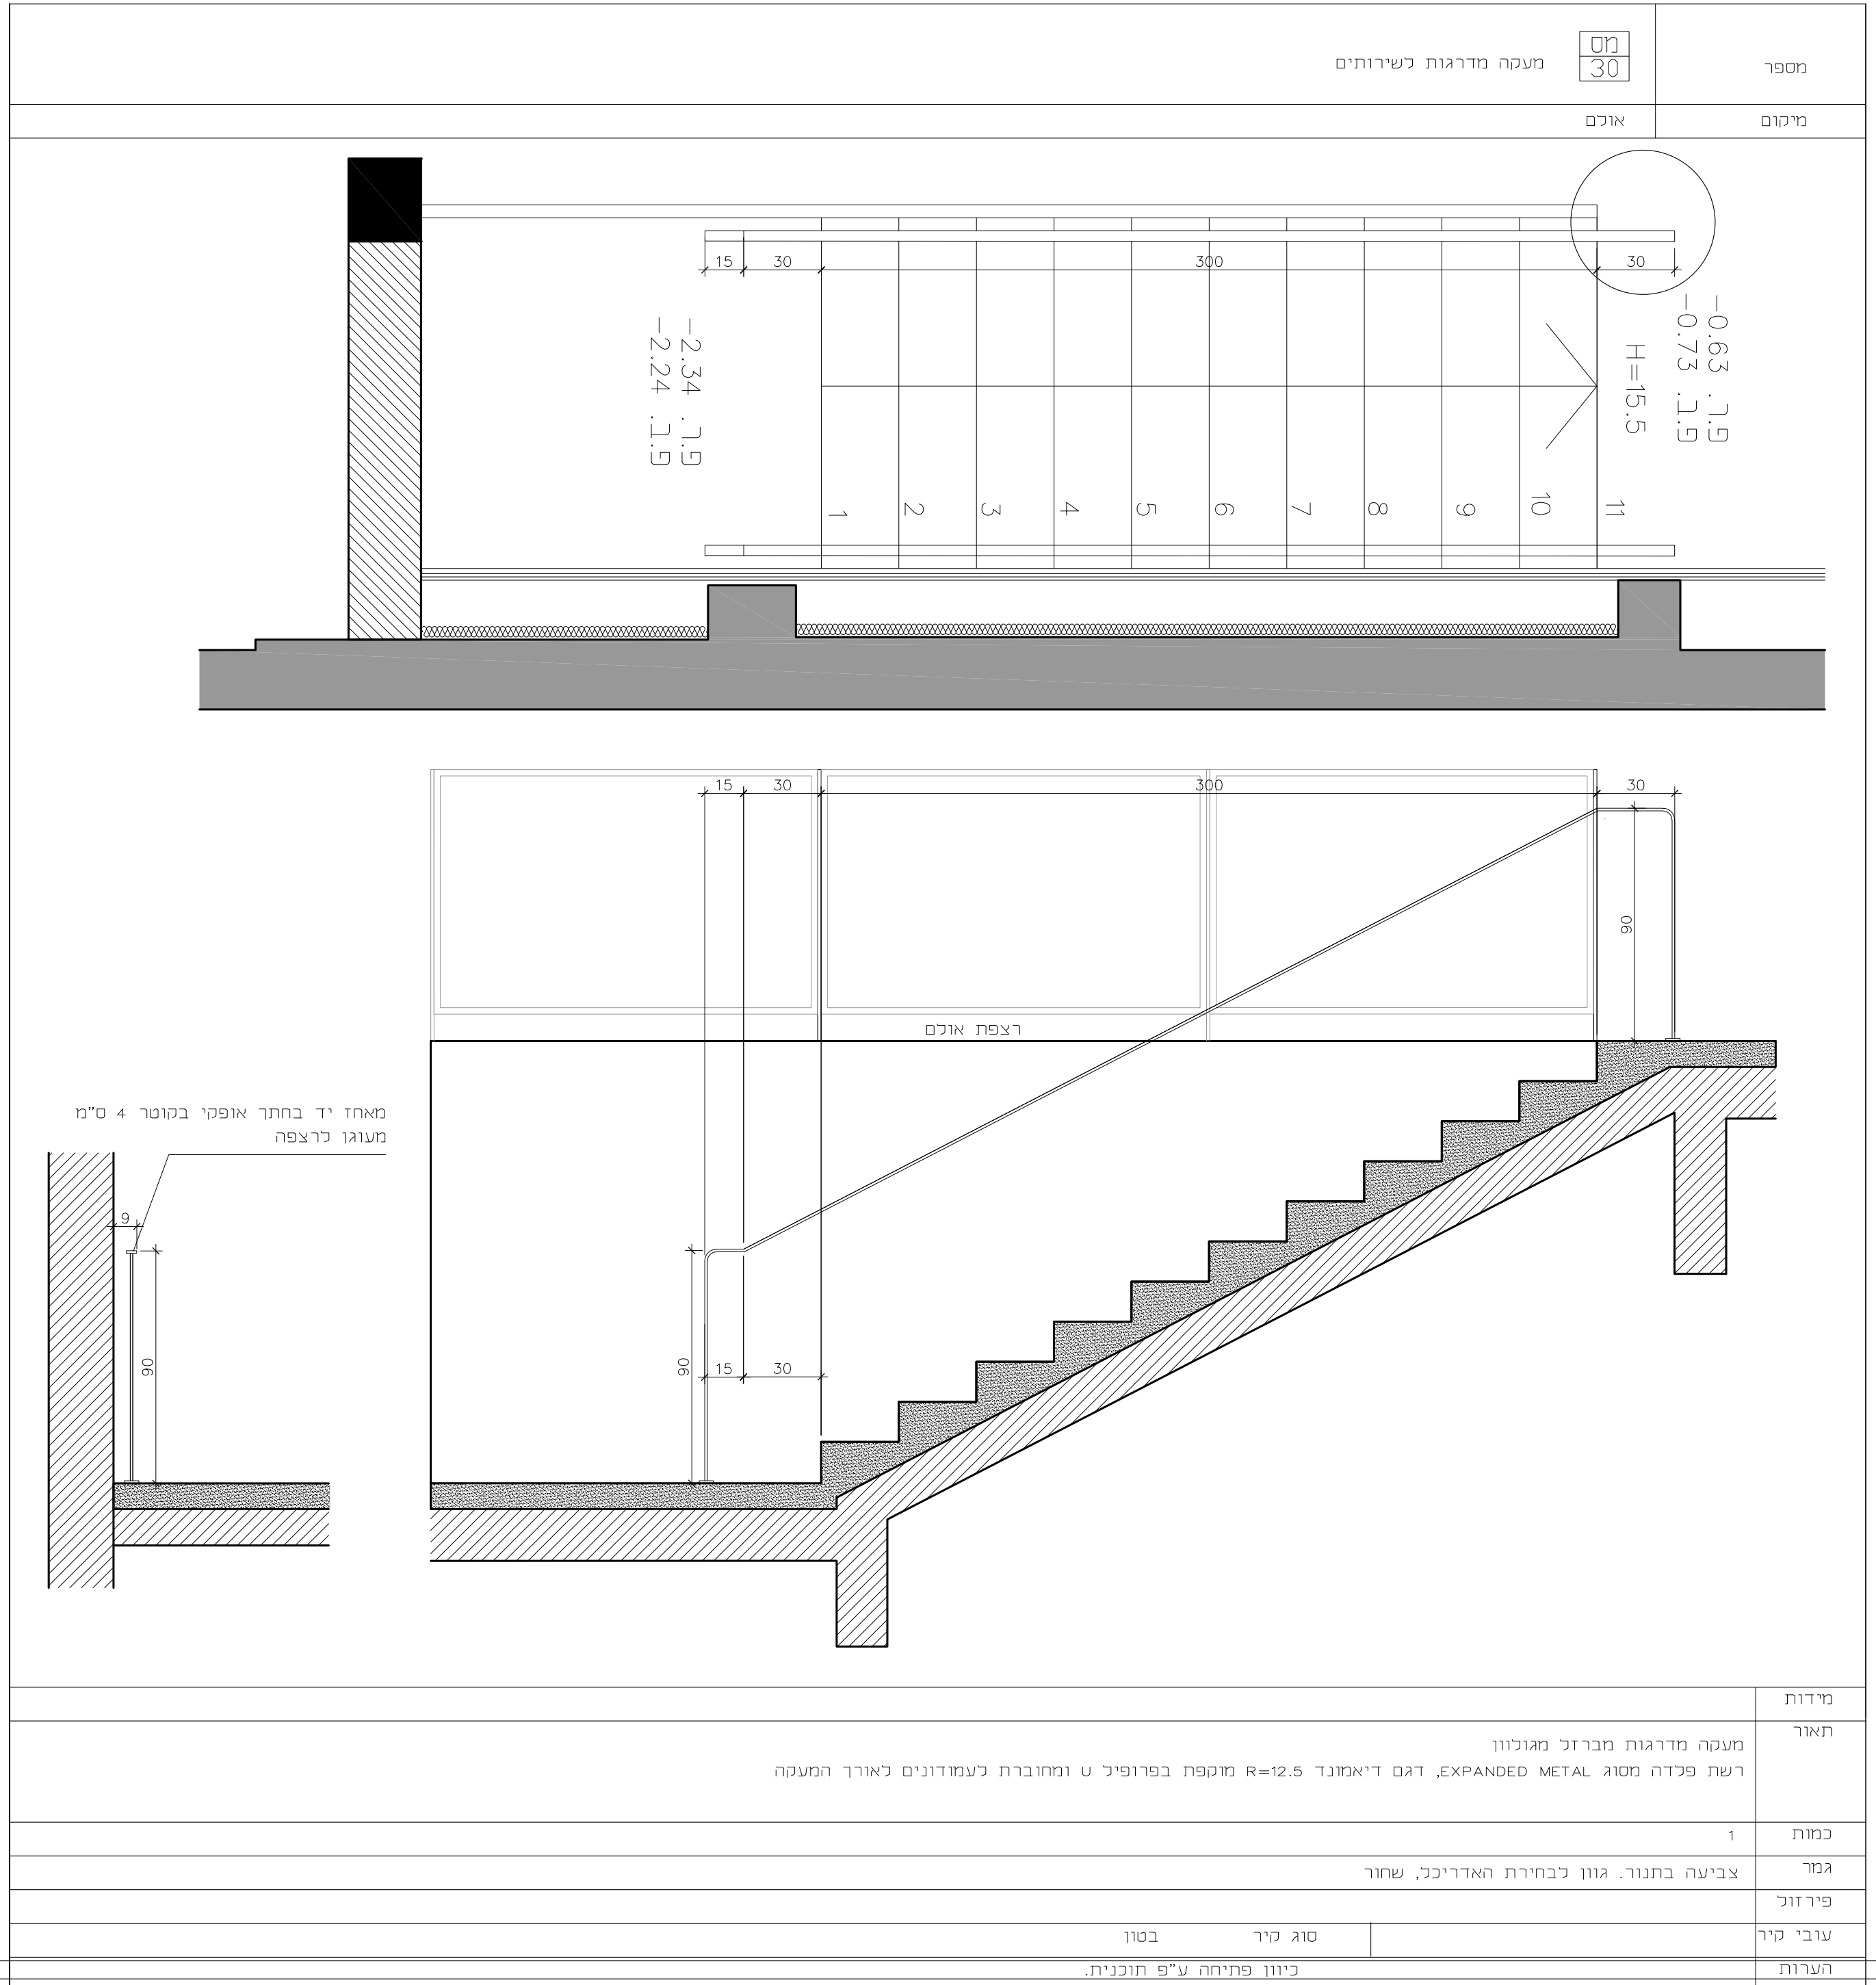 מספר
מס
30
מעקה מדרגות לשירותים
מיקום
אולם
15
30
300
30
-0.63 .פ.ר
-0.73 .פ.ב
H=15.5
-2.34 .פ.ר
-2.24 .פ.ב
1
2
3
4
5
6
7
8
9
10
11
15
30
300
30
90
רצפת אולם
מאחז יד בחתך אופקי בקוטר 4 ס"מ
מעוגן לרצפה
9
90
90
15
30
מידות
תאור
מעקה מדרגות מברזל מגולוון
רשת פלדה מסוג EXPANDED METAL, דגם דיאמונד R=12.5 מוקפת בפרופיל U ומחוברת לעמודונים לאורך המעקה
כמות
1
גמר
צביעה בתנור. גוון לבחירת האדריכל, שחור
פירזול
עובי קיר
סוג קיר
בטון
הערות
כיוון פתיחה ע"פ תוכנית.